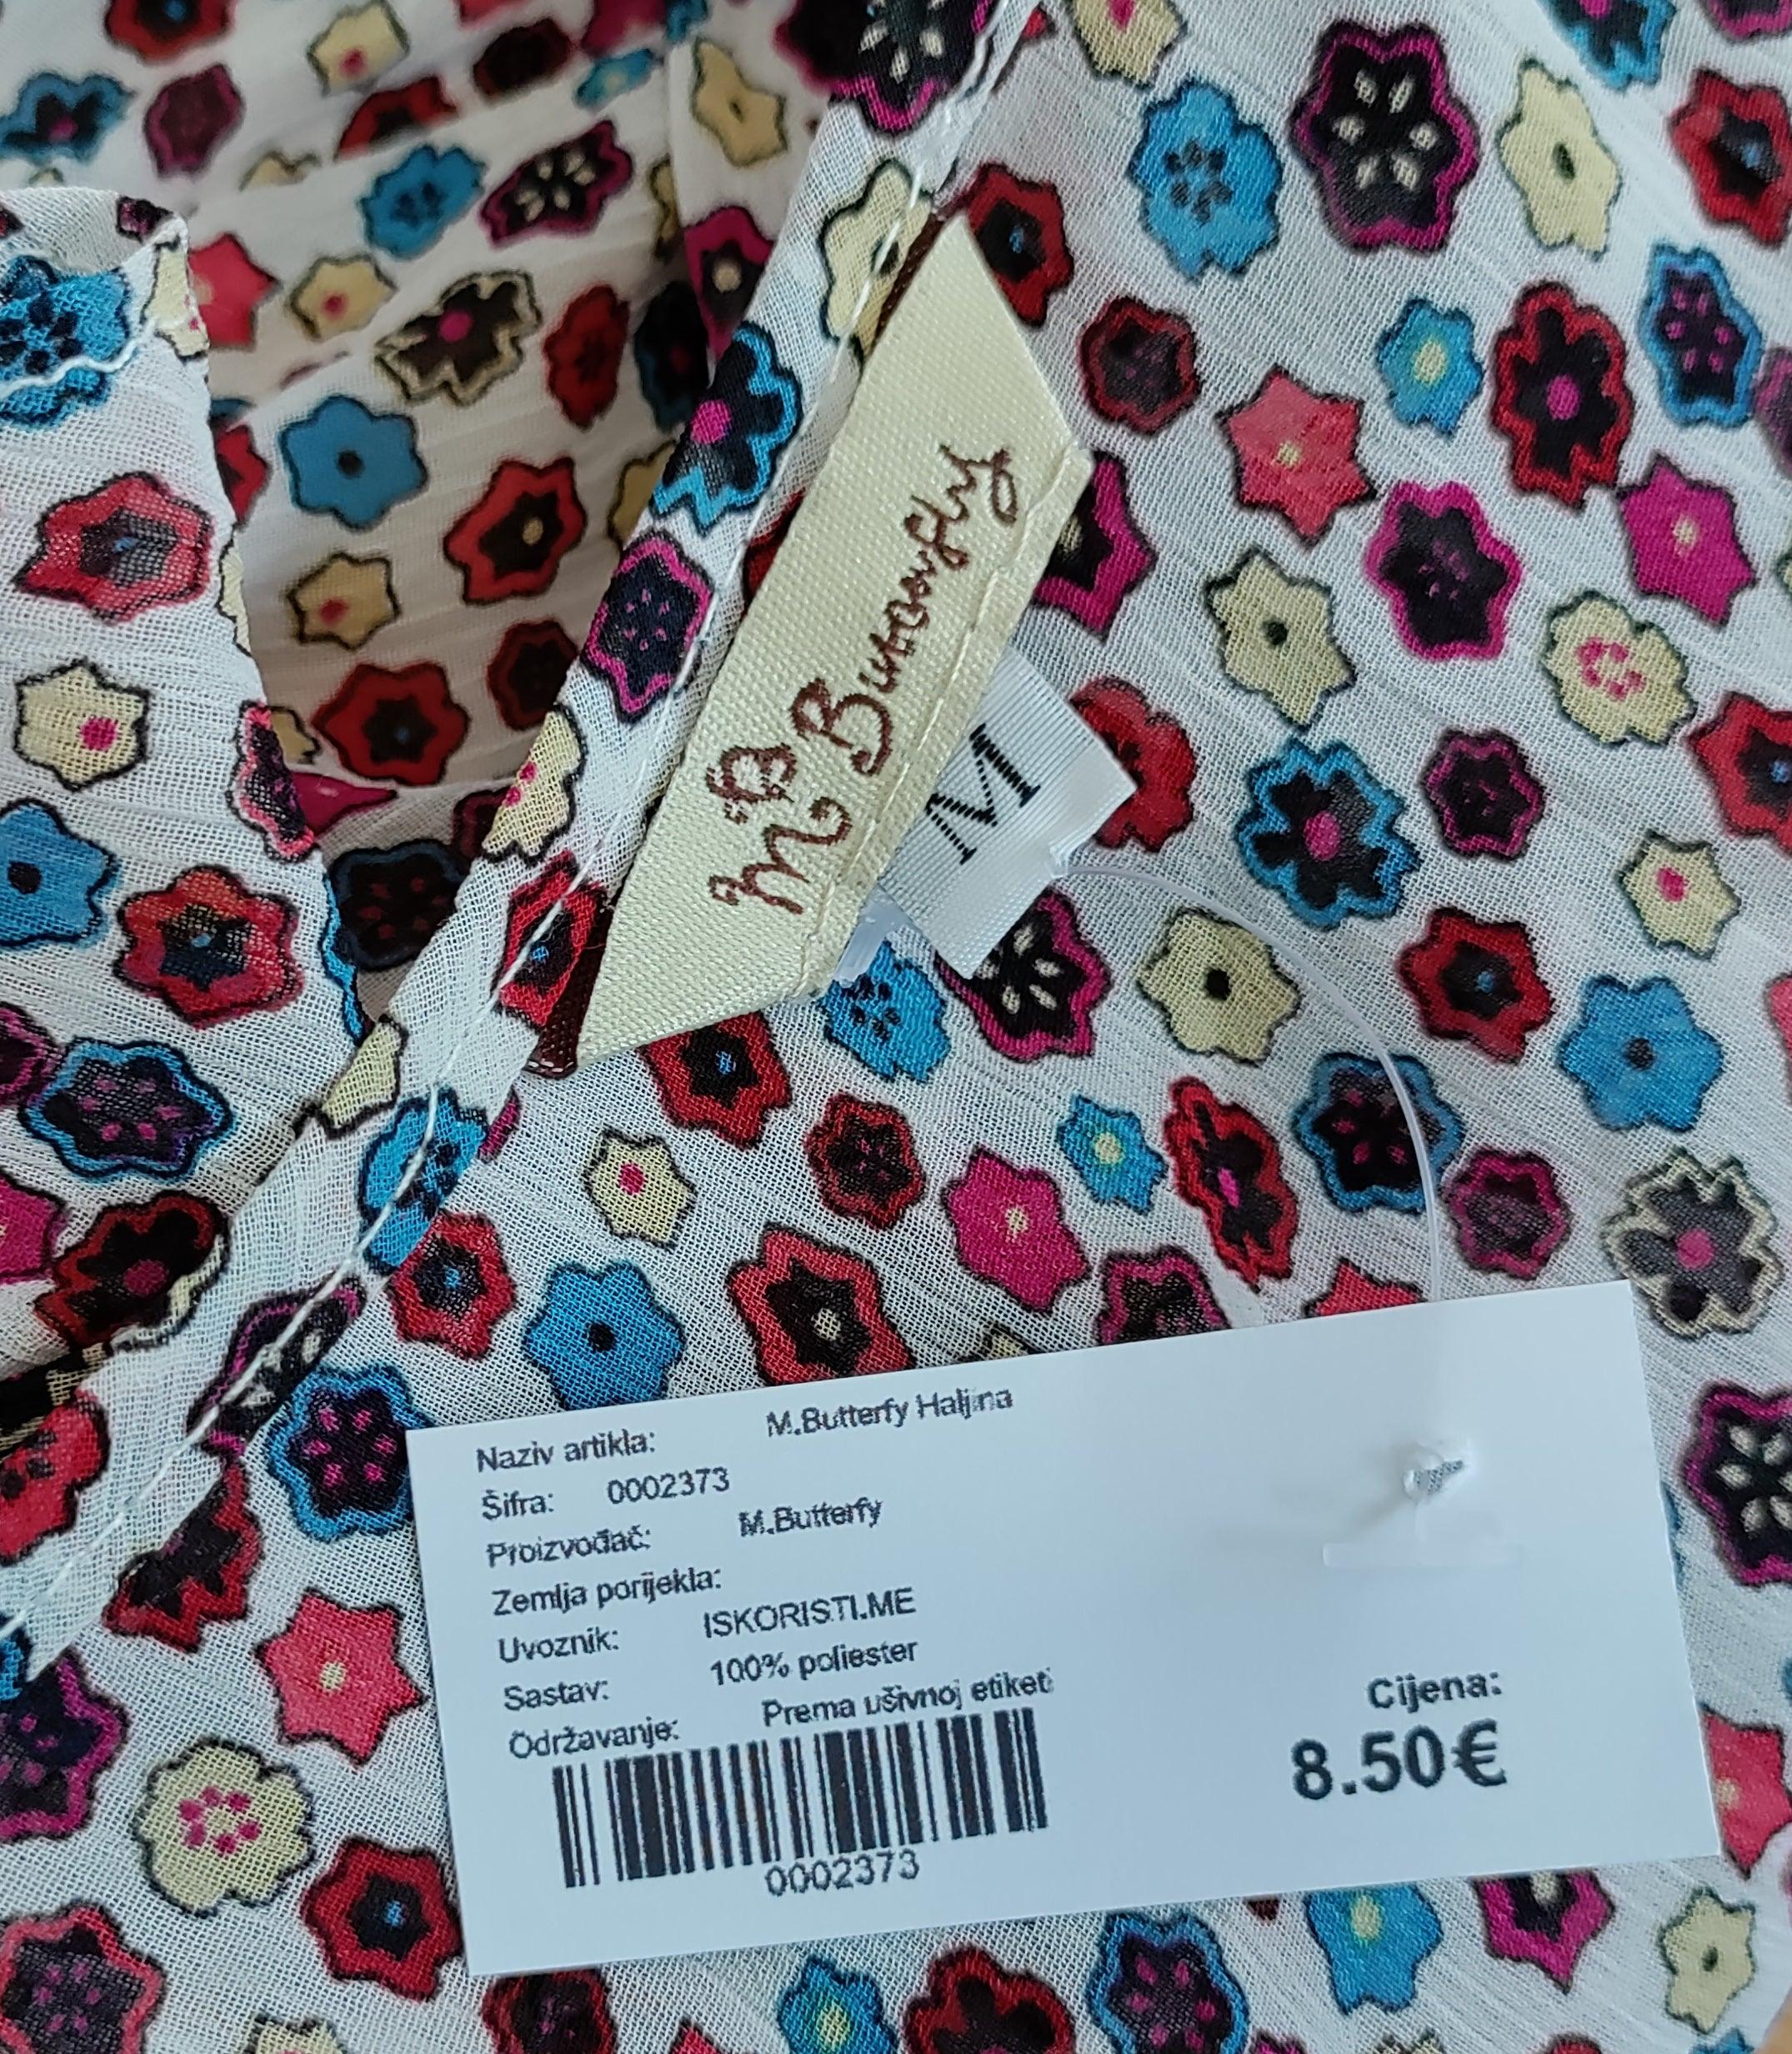 M Butterfly
M
Naziv artikla: M.Butterfy Haljina
Šifra: 0002373
Proizvođač: M.Butterfy
Zemlja porijekla:
Uvoznik: ISKORISTI.ME
Sastav: 100% poliester
Održavanje: Prema ušivnoj etiketi
0002373
Cijena:
8.50€